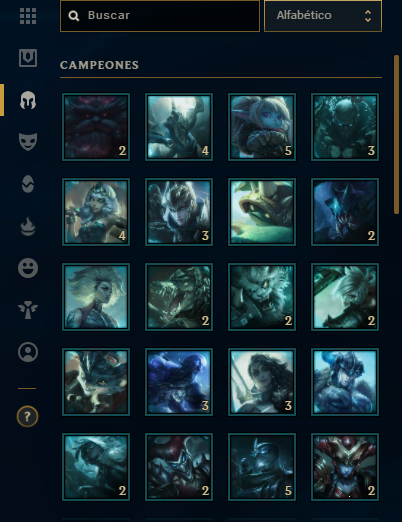 Buscar Alfabético
CAMPEONES
2 4 5 3
4 3 2
2 2 2
3 3
? 2 2 5 2